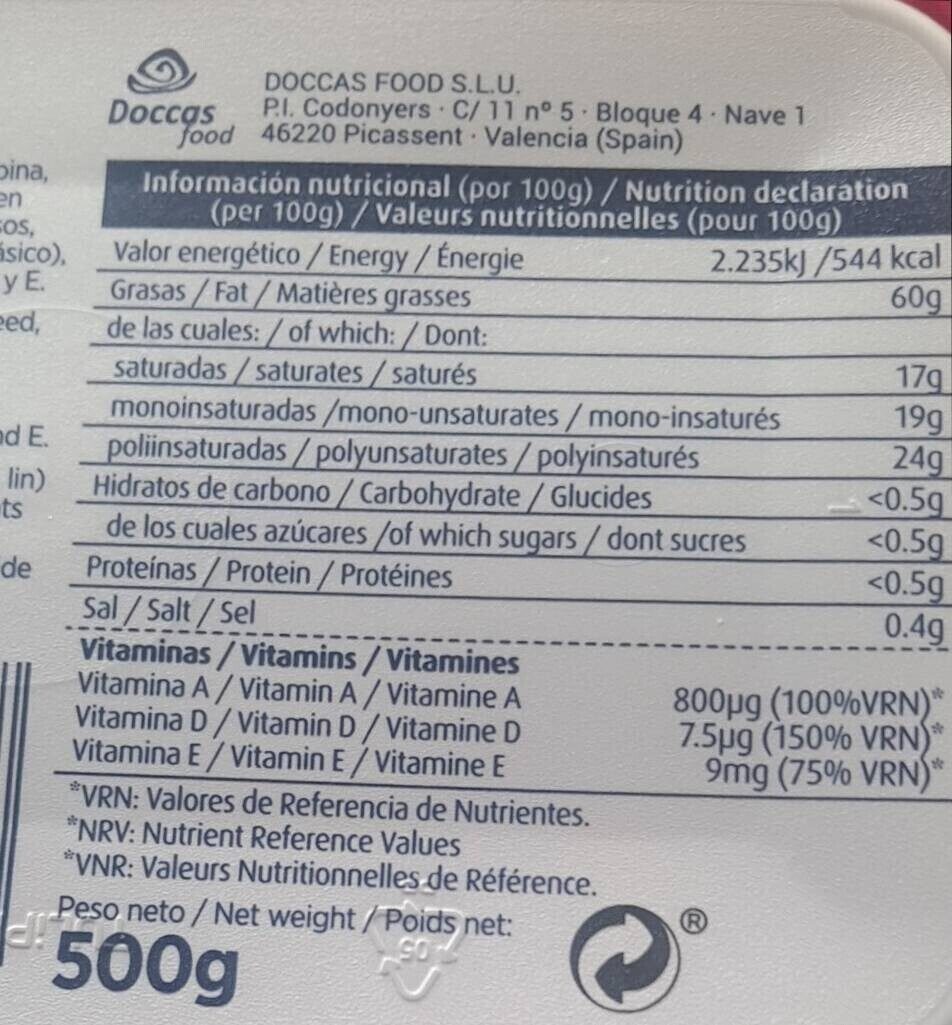 Doccas
food
DOCCAS FOOD S.L.U.
P.I. Codonyers · C/ 11 nº 5 · Bloque 4 · Nave 1
46220 Picassent · Valencia (Spain)
en
y E.
nd E.
lin)
de
Información nutricional (por 100g) / Nutrition declaration
(per 100g) / Valeurs nutritionnelles (pour 100g)
Valor energético / Energy / Énergie 2.235kJ /544 kcal
Grasas / Fat / Matières grasses 60g
de las cuales: / of which: / Dont:
saturadas / saturates / saturés 17g
monoinsaturadas /mono-unsaturates / mono-insaturés 19g
poliinsaturadas / polyunsaturates / polyinsaturés 24g
Hidratos de carbono / Carbohydrate / Glucides <0.5g
de los cuales azúcares /of which sugars / dont sucres <0.5g
Proteínas / Protein / Protéines <0.5g
Sal / Salt / Sel 0.4g
Vitaminas / Vitamins / Vitamines
Vitamina A / Vitamin A / Vitamine A 800µg (100%VRN)*
Vitamina D / Vitamin D / Vitamine D 7.5µg (150% VRN)*
Vitamina E / Vitamin E / Vitamine E 9mg (75% VRN)*
*VRN: Valores de Referencia de Nutrientes.
*NRV: Nutrient Reference Values
*VNR: Valeurs Nutritionnelles de Référence.
Peso neto / Net weight / Poids net:
500g
®
05